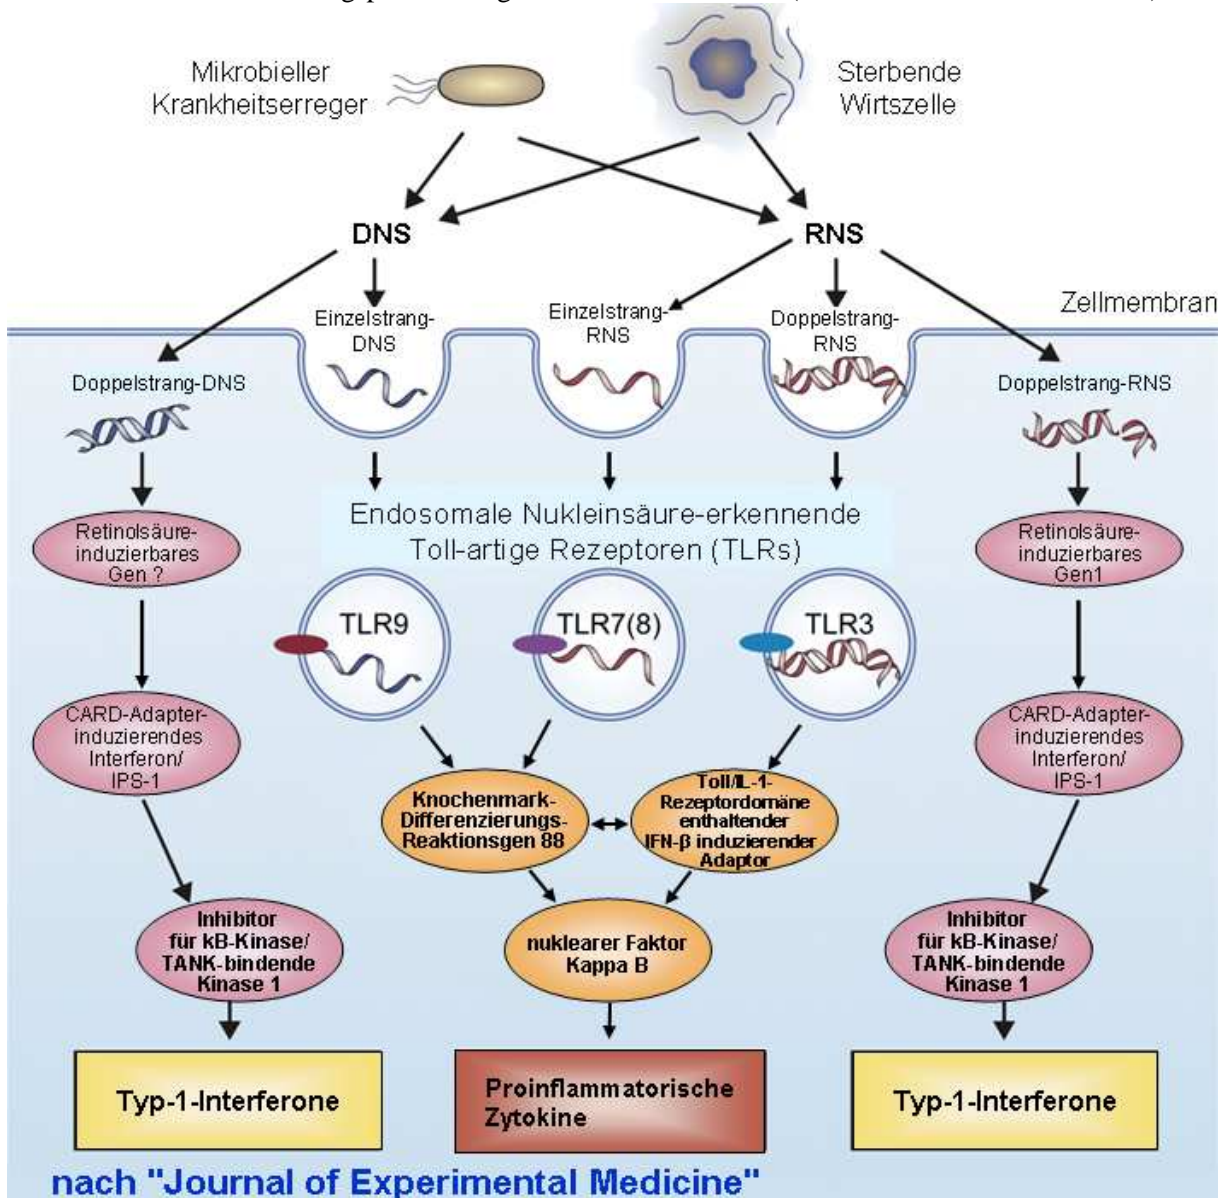 Mikrobieller
Krankheitserreger
Sterbende
Wirtszelle
DNS
RNS
Zellmembran
Einzelstrang-
DNS
Einzelstrang-
RNS
Doppelstrang-
RNS
Doppelstrang-DNS
Doppelstrang-RNS
Endosomale Nukleinsäure-erkennende
Toll-artige Rezeptoren (TLRs)
Retinolsäure-
induzierbares
Gen ?
Retinolsäure-
induzierbares
Gen1
TLR9
TLR7(8)
TLR3
CARD-Adapter-
induzierendes
Interferon/
IPS-1
CARD-Adapter-
induzierendes
Interferon/
IPS-1
Knochenmark-
Differenzierungs-
Reaktionsgen 88
Toll/IL-1-
Rezeptordomäne
enthaltender
IFN-β induzierender
Adaptor
Inhibitor
für kB-Kinase/
TANK-bindende
Kinase 1
nuklearer Faktor
Kappa B
Inhibitor
für kB-Kinase/
TANK-bindende
Kinase 1
Typ-1-Interferone
Proinflammatorische
Zytokine
Typ-1-Interferone
nach "Journal of Experimental Medicine"